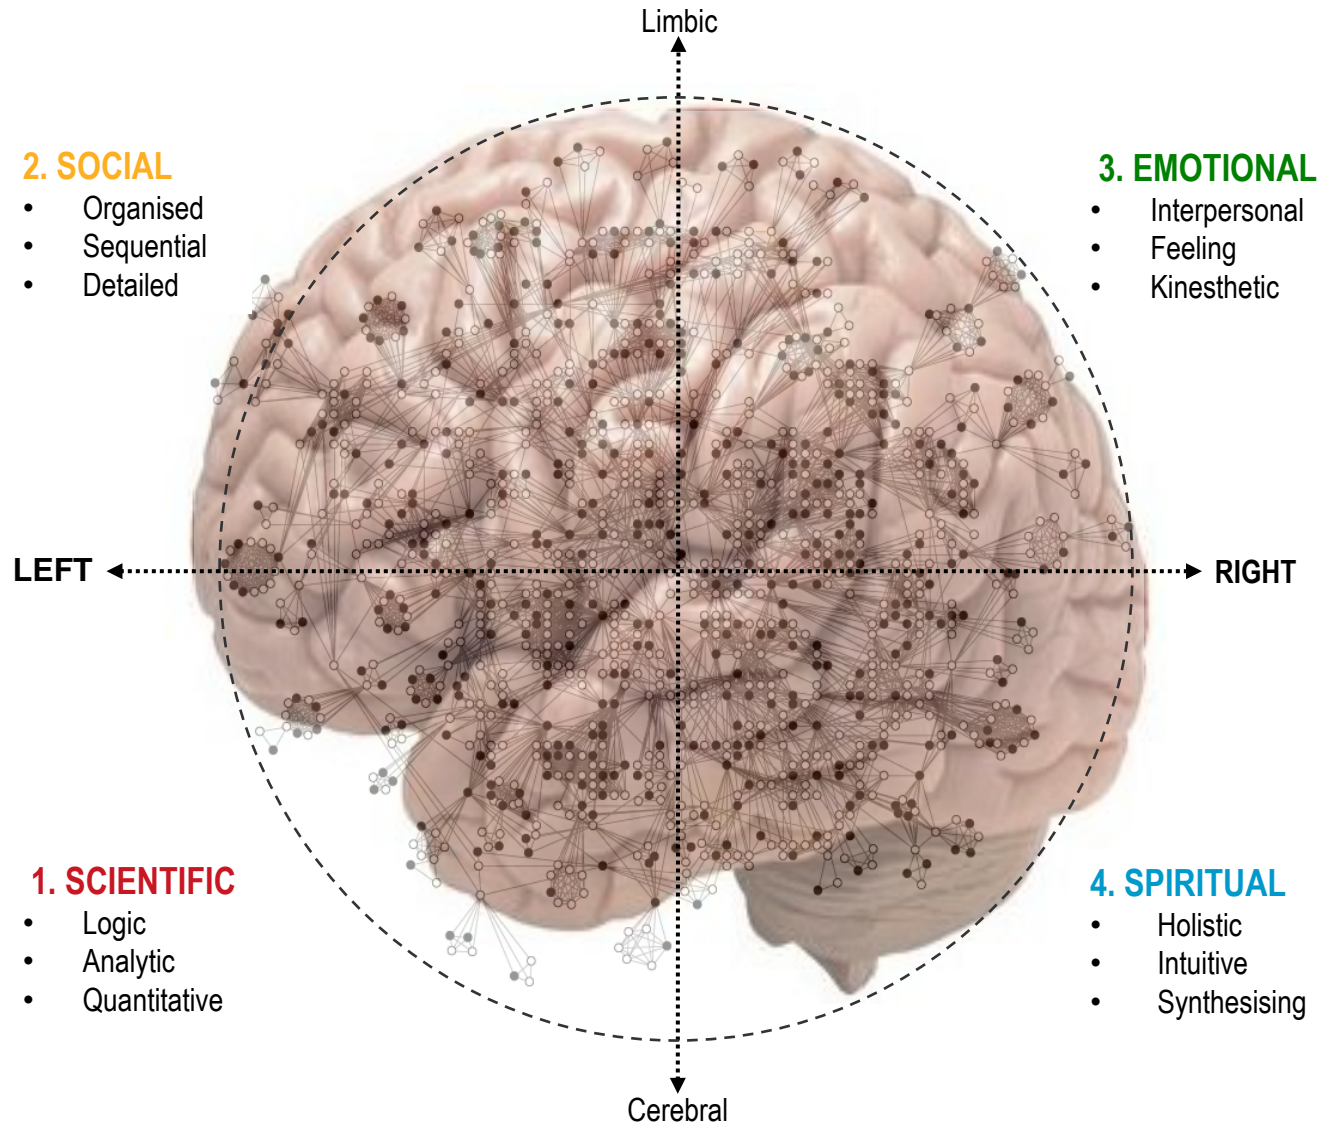 Limbic
2. SOCIAL
• Organised
• Sequential
• Detailed
3. EMOTIONAL
• Interpersonal
• Feeling
• Kinesthetic
LEFT
RIGHT
1. SCIENTIFIC
• Logic
• Analytic
• Quantitative
4. SPIRITUAL
• Holistic
• Intuitive
• Synthesising
Cerebral